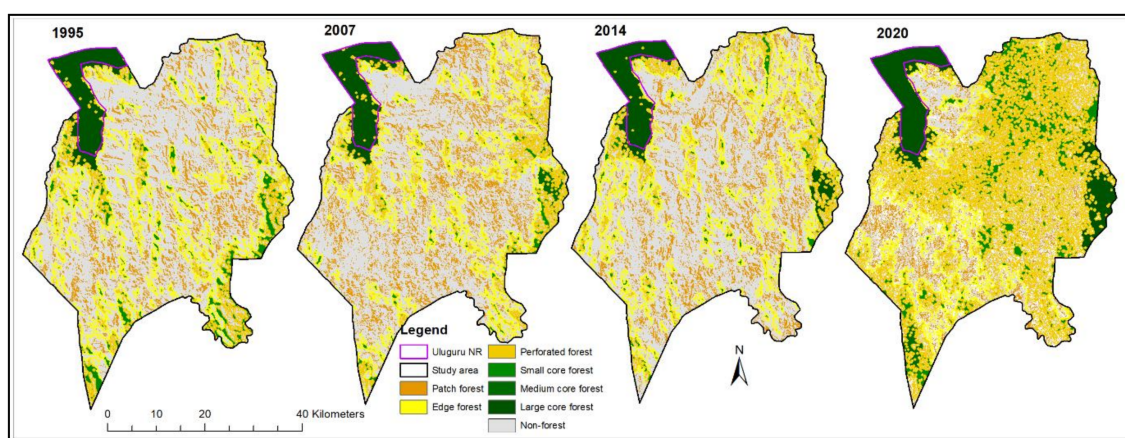 1995
2007
2014
2020
Legend
Uluguru NR
Study area
Patch forest
Edge forest
Perforated forest
Small core forest
Medium core forest
Large core forest
Non-forest
N
0 10 20 40 Kilometers